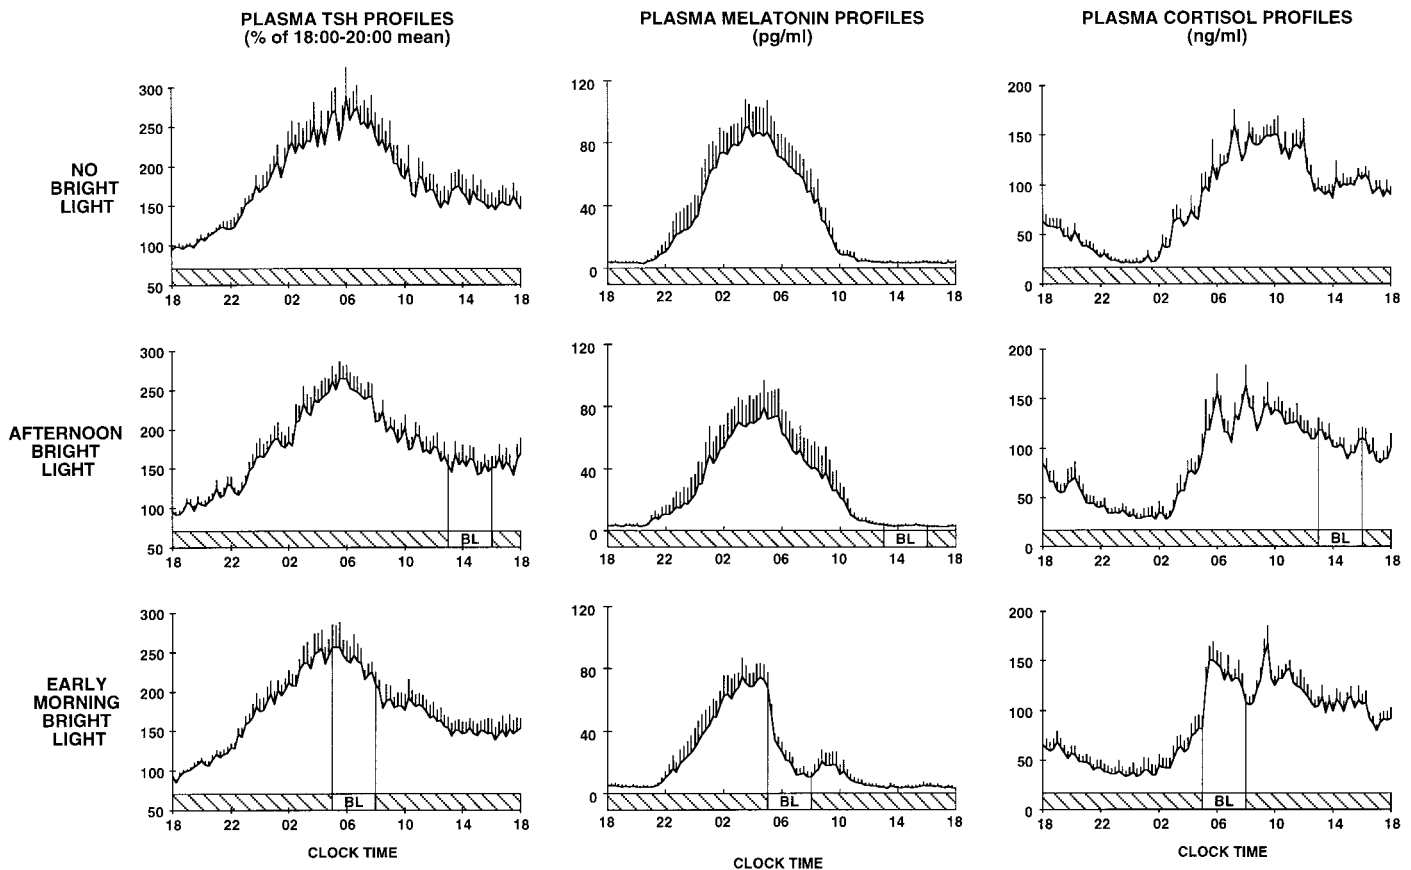 PLASMA TSH PROFILES
(% of 18:00-20:00 mean)
PLASMA MELATONIN PROFILES
(pg/ml)
PLASMA CORTISOL PROFILES
(ng/ml)
NO
BRIGHT
LIGHT
300
250
200
150
100
50
18 22 02 06 10 14 18
120
80
40
0
18 22 02 06 10 14 18
200
150
100
50
0
18 22 02 06 10 14 18
AFTERNOON
BRIGHT
LIGHT
300
250
200
150
100
50
BL
18 22 02 06 10 14 18
120
80
40
0
BL
18 22 02 06 10 14 18
200
150
100
50
0
BL
18 22 02 06 10 14 18
EARLY
MORNING
BRIGHT
LIGHT
300
250
200
150
100
50
BL
18 22 02 06 10 14 18
CLOCK TIME
120
80
40
0
BL
18 22 02 06 10 14 18
CLOCK TIME
200
150
100
50
0
BL
18 22 02 06 10 14 18
CLOCK TIME